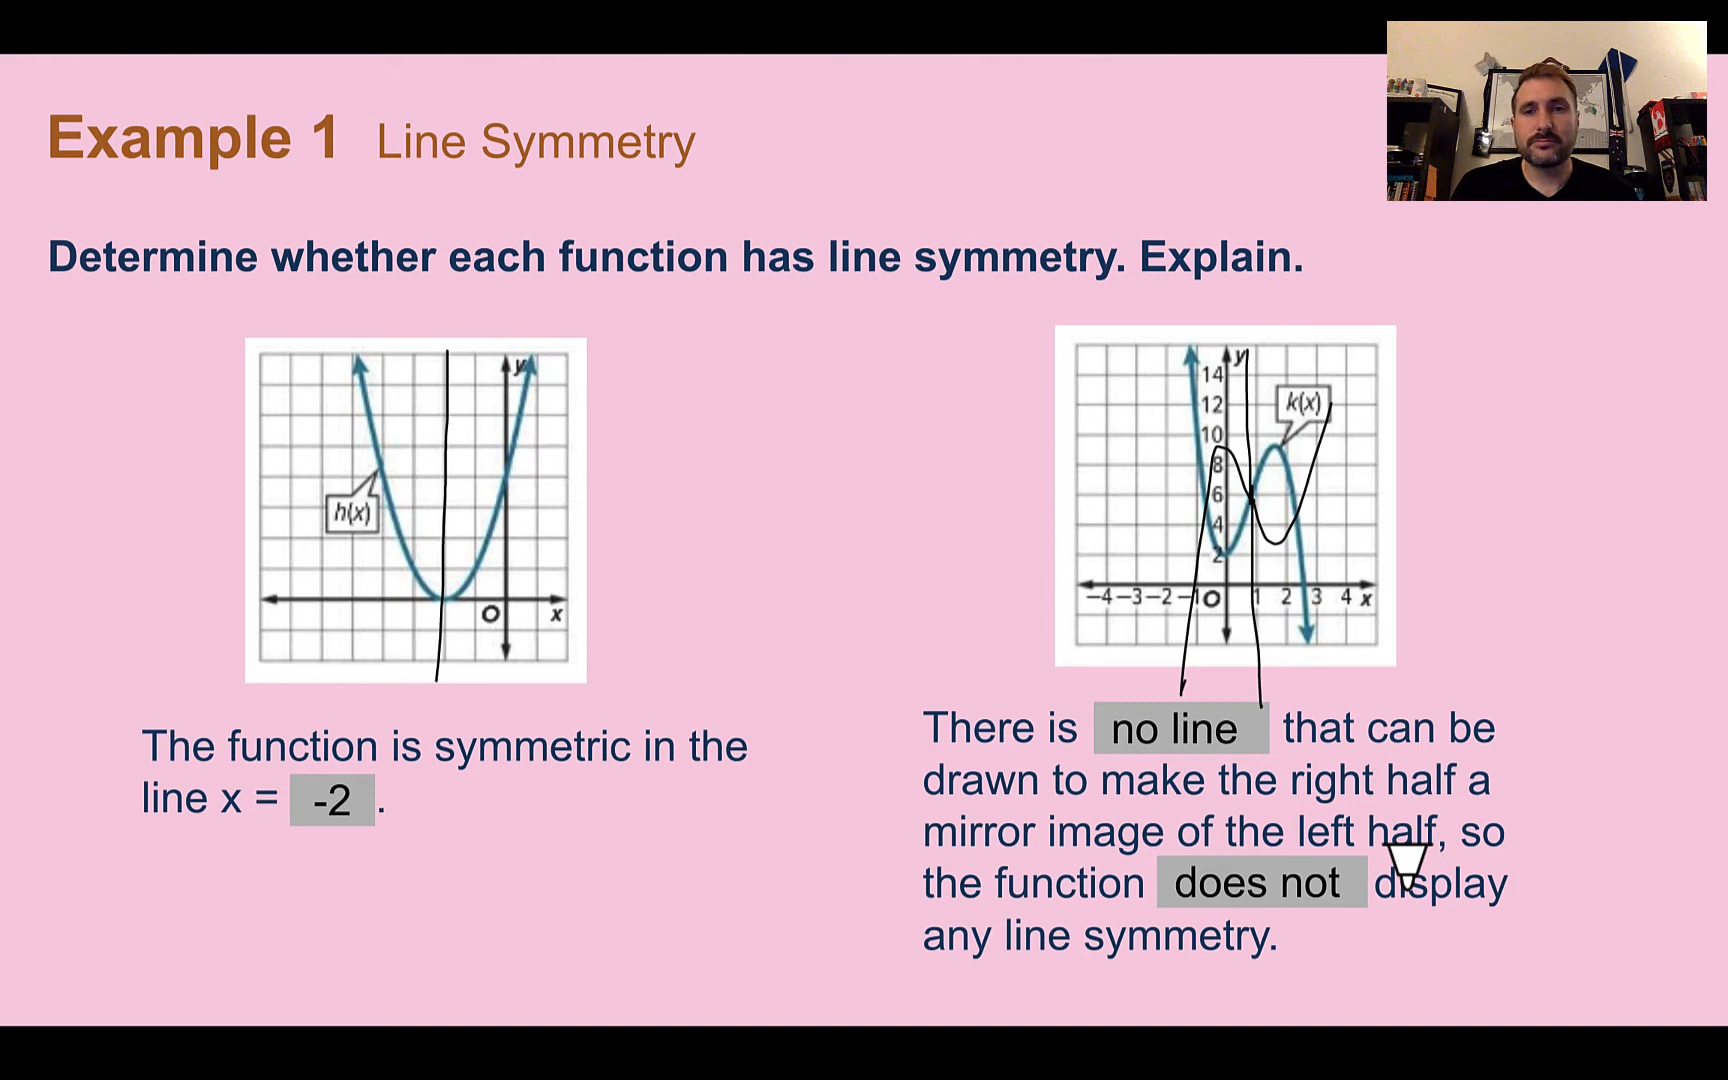 Example 1 Line Symmetry
Determine whether each function has line symmetry. Explain.
y
h(x)
O
x
The function is symmetric in the
line x = -2 .
y
14
12
10
8
6
4
2
k(x)
−4 −3 −2 −1 O 1 2 3 4 x
There is no line that can be
drawn to make the right half a
mirror image of the left half, so
the function does not display
any line symmetry.